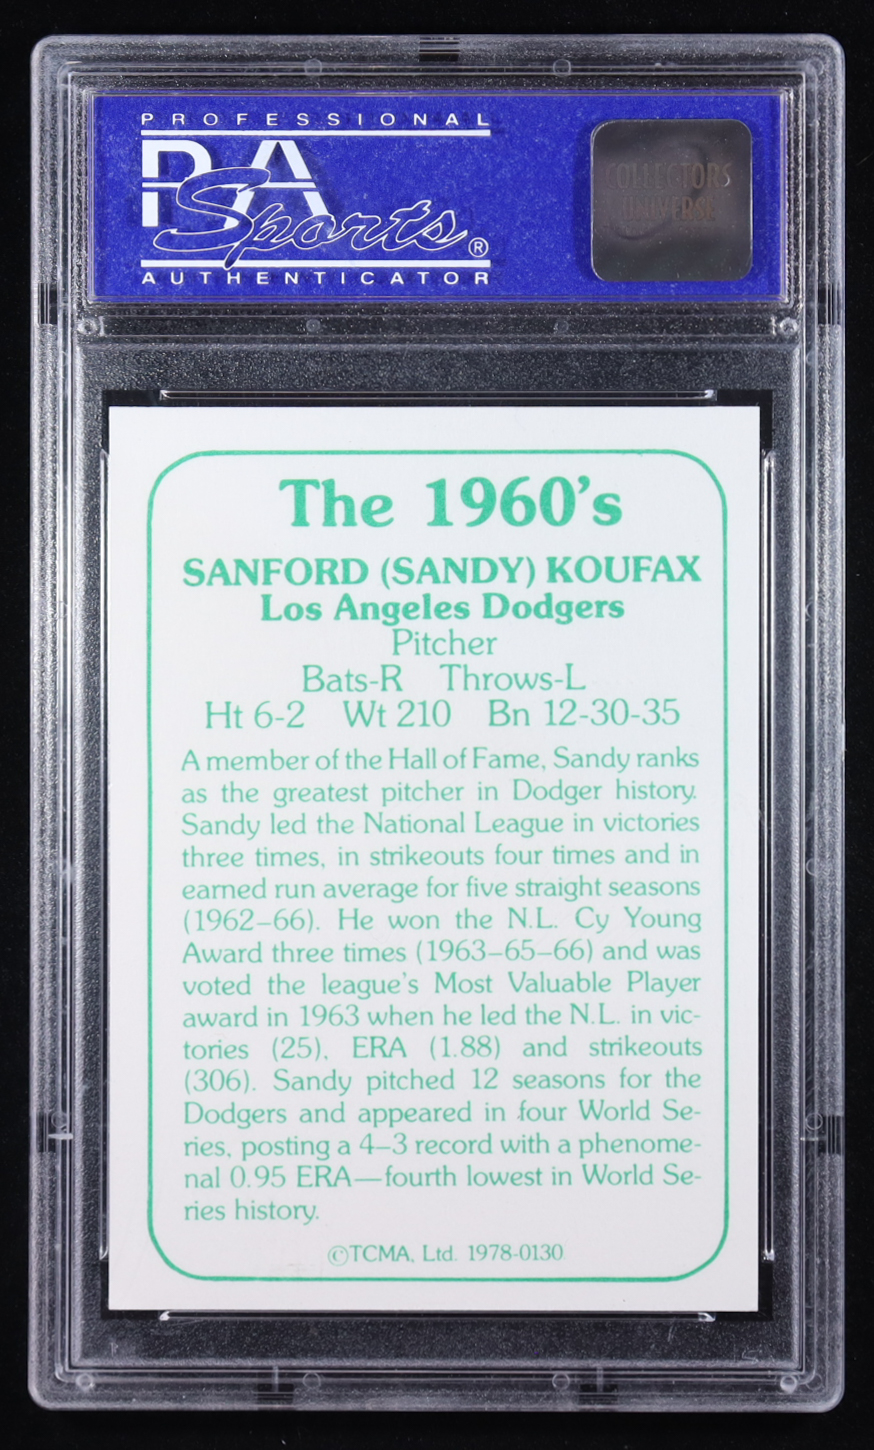 PROFESSIONAL
PSA
Sports®
AUTHENTICATOR
COLLECTORS
UNIVERSE
The 1960's
SANFORD (SANDY) KOUFAX
Los Angeles Dodgers
Pitcher
Bats-R Throws-L
Ht 6-2 Wt 210 Bn 12-30-35
A member of the Hall of Fame, Sandy ranks
as the greatest pitcher in Dodger history.
Sandy led the National League in victories
three times, in strikeouts four times and in
earned run average for five straight seasons
(1962–66). He won the N.L. Cy Young
Award three times (1963–65–66) and was
voted the league's Most Valuable Player
award in 1963 when he led the N.L. in vic-
tories (25), ERA (1.88) and strikeouts
(306). Sandy pitched 12 seasons for the
Dodgers and appeared in four World Se-
ries, posting a 4–3 record with a phenome-
nal 0.95 ERA—fourth lowest in World Se-
ries history.
©TCMA, Ltd. 1978-0130